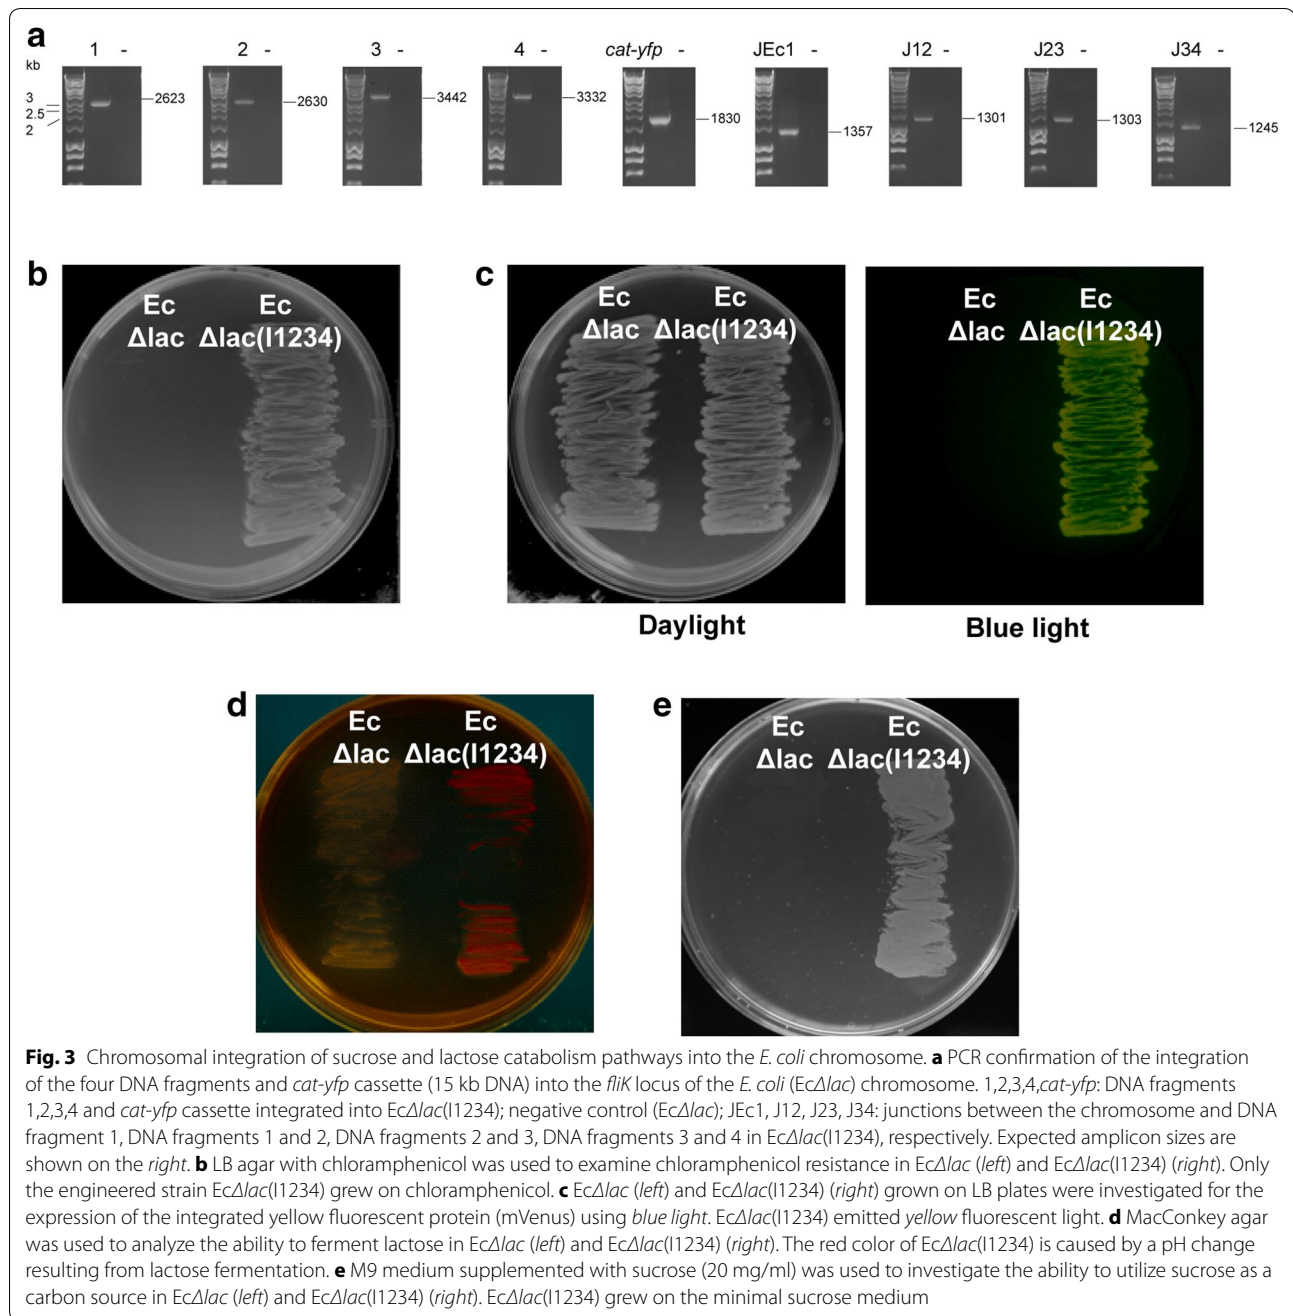 a
1 - 2 - 3 - 4 - cat-yfp - JEc1 - J12 - J23 - J34 -
kb
3
2.5
2
2623
2630
3442
3332
1830
1357
1301
1303
1245
b
Ec
Δlac
Ec
Δlac(I1234)
c
Ec
Δlac
Ec
Δlac(I1234)
Daylight
Ec
Δlac
Ec
Δlac(I1234)
Blue light
d
Ec
Δlac
Ec
Δlac(I1234)
e
Ec
Δlac
Ec
Δlac(I1234)
Fig. 3 Chromosomal integration of sucrose and lactose catabolism pathways into the E. coli chromosome. a PCR confirmation of the integration
of the four DNA fragments and cat-yfp cassette (15 kb DNA) into the fliK locus of the E. coli (EcΔlac) chromosome. 1,2,3,4,cat-yfp: DNA fragments
1,2,3,4 and cat-yfp cassette integrated into EcΔlac(I1234); negative control (EcΔlac); JEc1, J12, J23, J34: junctions between the chromosome and DNA
fragment 1, DNA fragments 1 and 2, DNA fragments 2 and 3, DNA fragments 3 and 4 in EcΔlac(I1234), respectively. Expected amplicon sizes are
shown on the right. b LB agar with chloramphenicol was used to examine chloramphenicol resistance in EcΔlac (left) and EcΔlac(I1234) (right). Only
the engineered strain EcΔlac(I1234) grew on chloramphenicol. c EcΔlac (left) and EcΔlac(I1234) (right) grown on LB plates were investigated for the
expression of the integrated yellow fluorescent protein (mVenus) using blue light. EcΔlac(I1234) emitted yellow fluorescent light. d MacConkey agar
was used to analyze the ability to ferment lactose in EcΔlac (left) and EcΔlac(I1234) (right). The red color of EcΔlac(I1234) is caused by a pH change
resulting from lactose fermentation. e M9 medium supplemented with sucrose (20 mg/ml) was used to investigate the ability to utilize sucrose as a
carbon source in EcΔlac (left) and EcΔlac(I1234) (right). EcΔlac(I1234) grew on the minimal sucrose medium